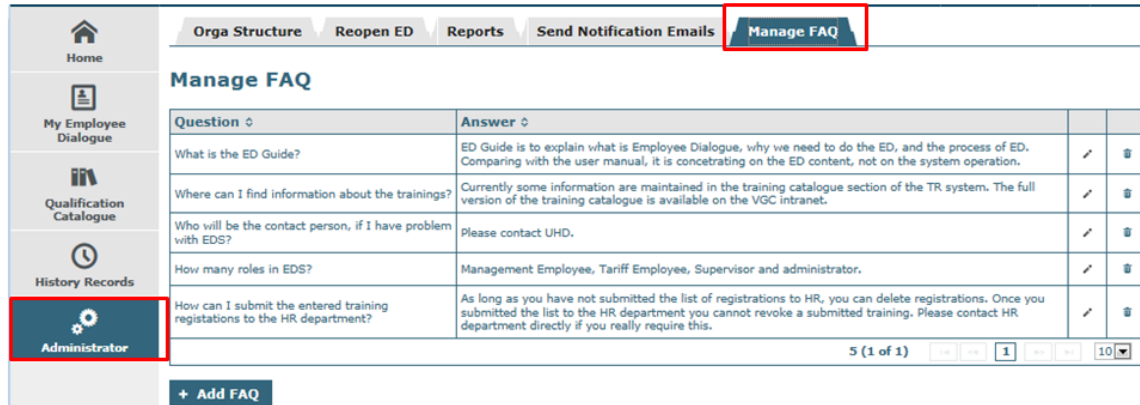 Home
My Employee
Dialogue
Qualification
Catalogue
History Records
Administrator
Orga Structure
Reopen ED
Reports
Send Notification Emails
Manage FAQ
Manage FAQ
Question
Answer
What is the ED Guide?
ED Guide is to explain what is Employee Dialogue, why we need to do the ED, and the process of ED.
Comparing with the user manual, it is concetrating on the ED content, not on the system operation.
Where can I find information about the trainings?
Currently some information are maintained in the training catalogue section of the TR system. The full
version of the training catalogue is available on the VGC intranet.
Who will be the contact person, if I have problem
with EDS?
Please contact UHD.
How many roles in EDS?
Management Employee, Tariff Employee, Supervisor and administrator.
How can I submit the entered training
registations to the HR department?
As long as you have not submitted the list of registrations to HR, you can delete registrations. Once you
submitted the list to the HR department you cannot revoke a submitted training. Please contact HR
department directly if you really require this.
5 (1 of 1)
1
10
+ Add FAQ